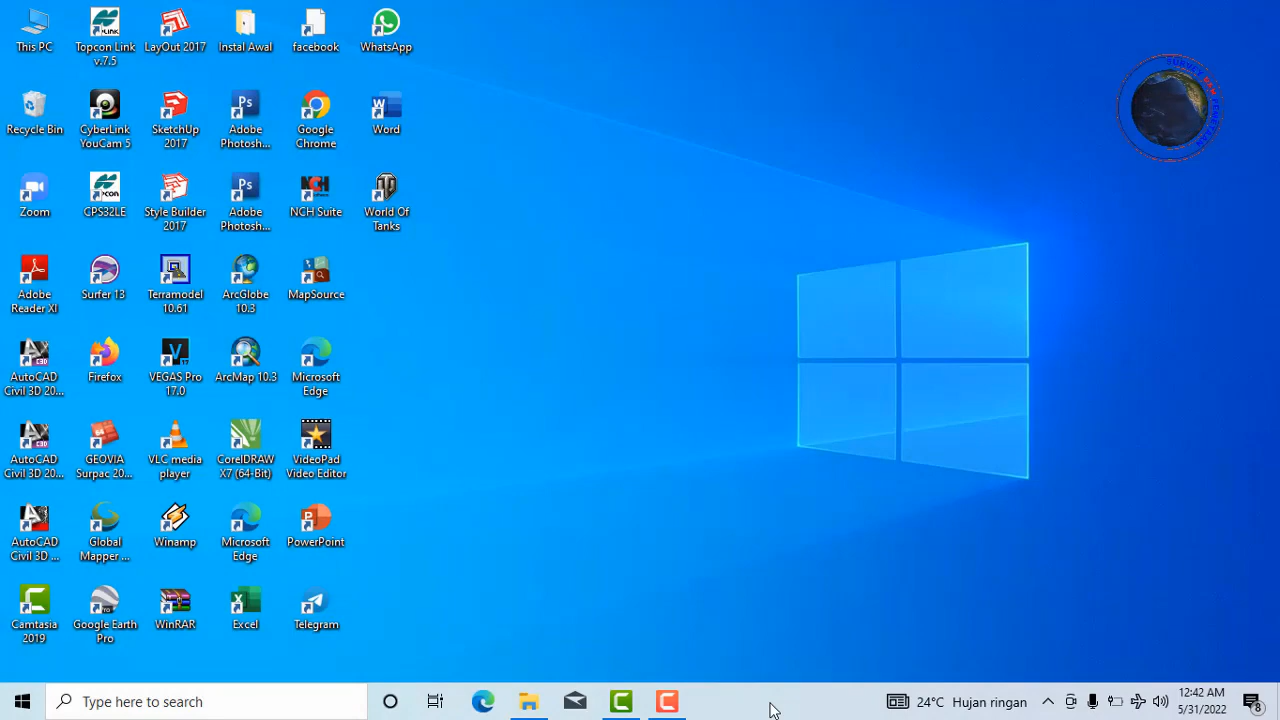 This PC
Topcon Link
v.7.5
LayOut 2017
Instal Awal
facebook
WhatsApp
Recycle Bin
CyberLink
YouCam 5
SketchUp
2017
Adobe
Photosh...
Google
Chrome
Word
Zoom
CPS32LE
Style Builder
2017
Adobe
Photosh...
NCH Suite
World Of
Tanks
Adobe
Reader XI
Surfer 13
Terramodel
10.61
ArcGlobe
10.3
MapSource
AutoCAD
Civil 3D 20...
Firefox
VEGAS Pro
17.0
ArcMap 10.3
Microsoft
Edge
AutoCAD
Civil 3D 20...
GEOVIA
Surpac 20...
VLC media
player
CorelDRAW
X7 (64-Bit)
VideoPad
Video Editor
AutoCAD
Civil 3D ...
Global
Mapper ...
Winamp
Microsoft
Edge
PowerPoint
Camtasia
2019
Google Earth
Pro
WinRAR
Excel
Telegram
Type here to search
24°C Hujan ringan
12:42 AM
5/31/2022
8